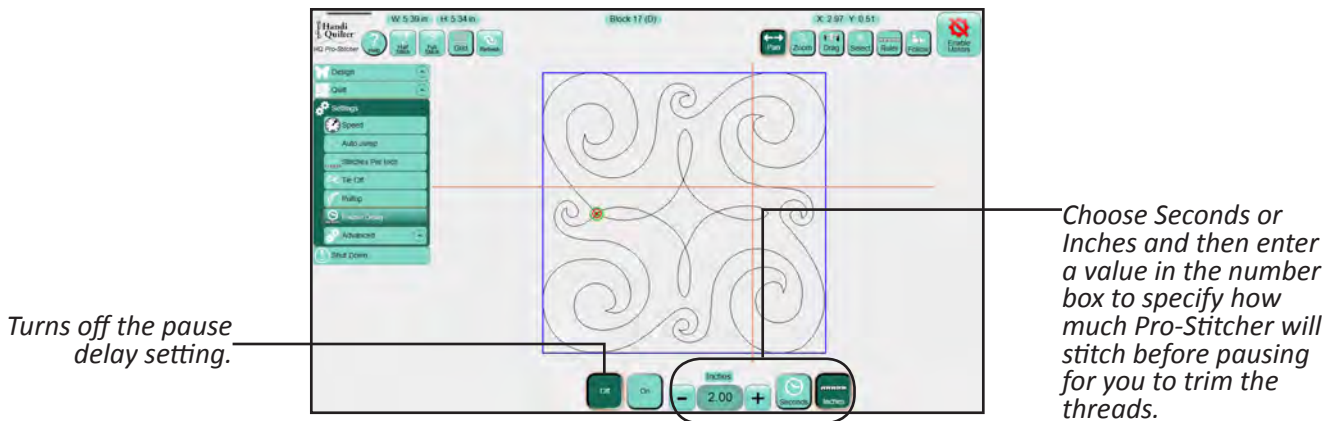 W: 5.39 in H: 5.34 in
Block 17 (D)
X: 2.97 Y: 0.51
Handi
Quilter
HQ Pro-Stitcher
Help
Half
Stitch
Full
Stitch
Grid
Refresh
Pan
Zoom
Drag
Select
Ruler
Follow
Enable
Motors
Design
Quilt
Settings
Speed
Auto Jump
Stitches Per Inch
Tie Off
Pullup
Pause Delay
Advanced
Shut Down
Turns off the pause
delay setting.
Off
On
Inches
-
2.00
+
Seconds
Inches
Choose Seconds or
Inches and then enter
a value in the number
box to specify how
much Pro-Stitcher will
stitch before pausing
for you to trim the
threads.